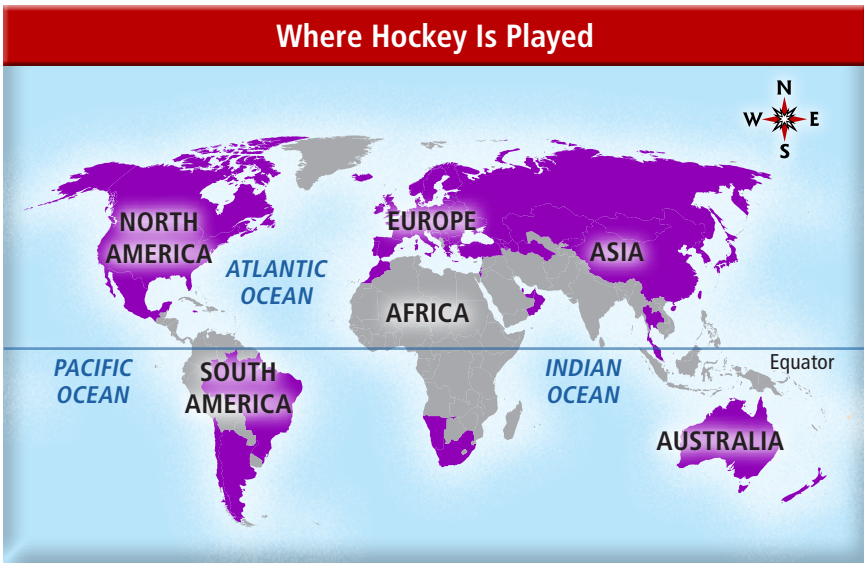 Where Hockey Is Played
N
W E
S
NORTH
AMERICA
EUROPE
ASIA
ATLANTIC
OCEAN
AFRICA
PACIFIC
OCEAN
SOUTH
AMERICA
INDIAN
OCEAN
Equator
AUSTRALIA